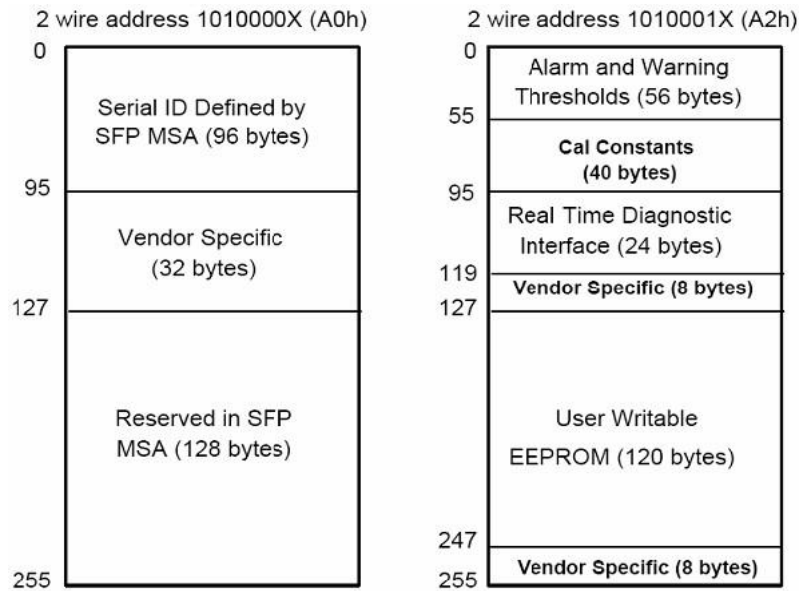 2 wire address 1010000X (A0h)
0
Serial ID Defined by
SFP MSA (96 bytes)
95
Vendor Specific
(32 bytes)
127
Reserved in SFP
MSA (128 bytes)
255
2 wire address 1010001X (A2h)
0
Alarm and Warning
Thresholds (56 bytes)
55
Cal Constants
(40 bytes)
95
Real Time Diagnostic
Interface (24 bytes)
119
Vendor Specific (8 bytes)
127
User Writable
EEPROM (120 bytes)
247
Vendor Specific (8 bytes)
255